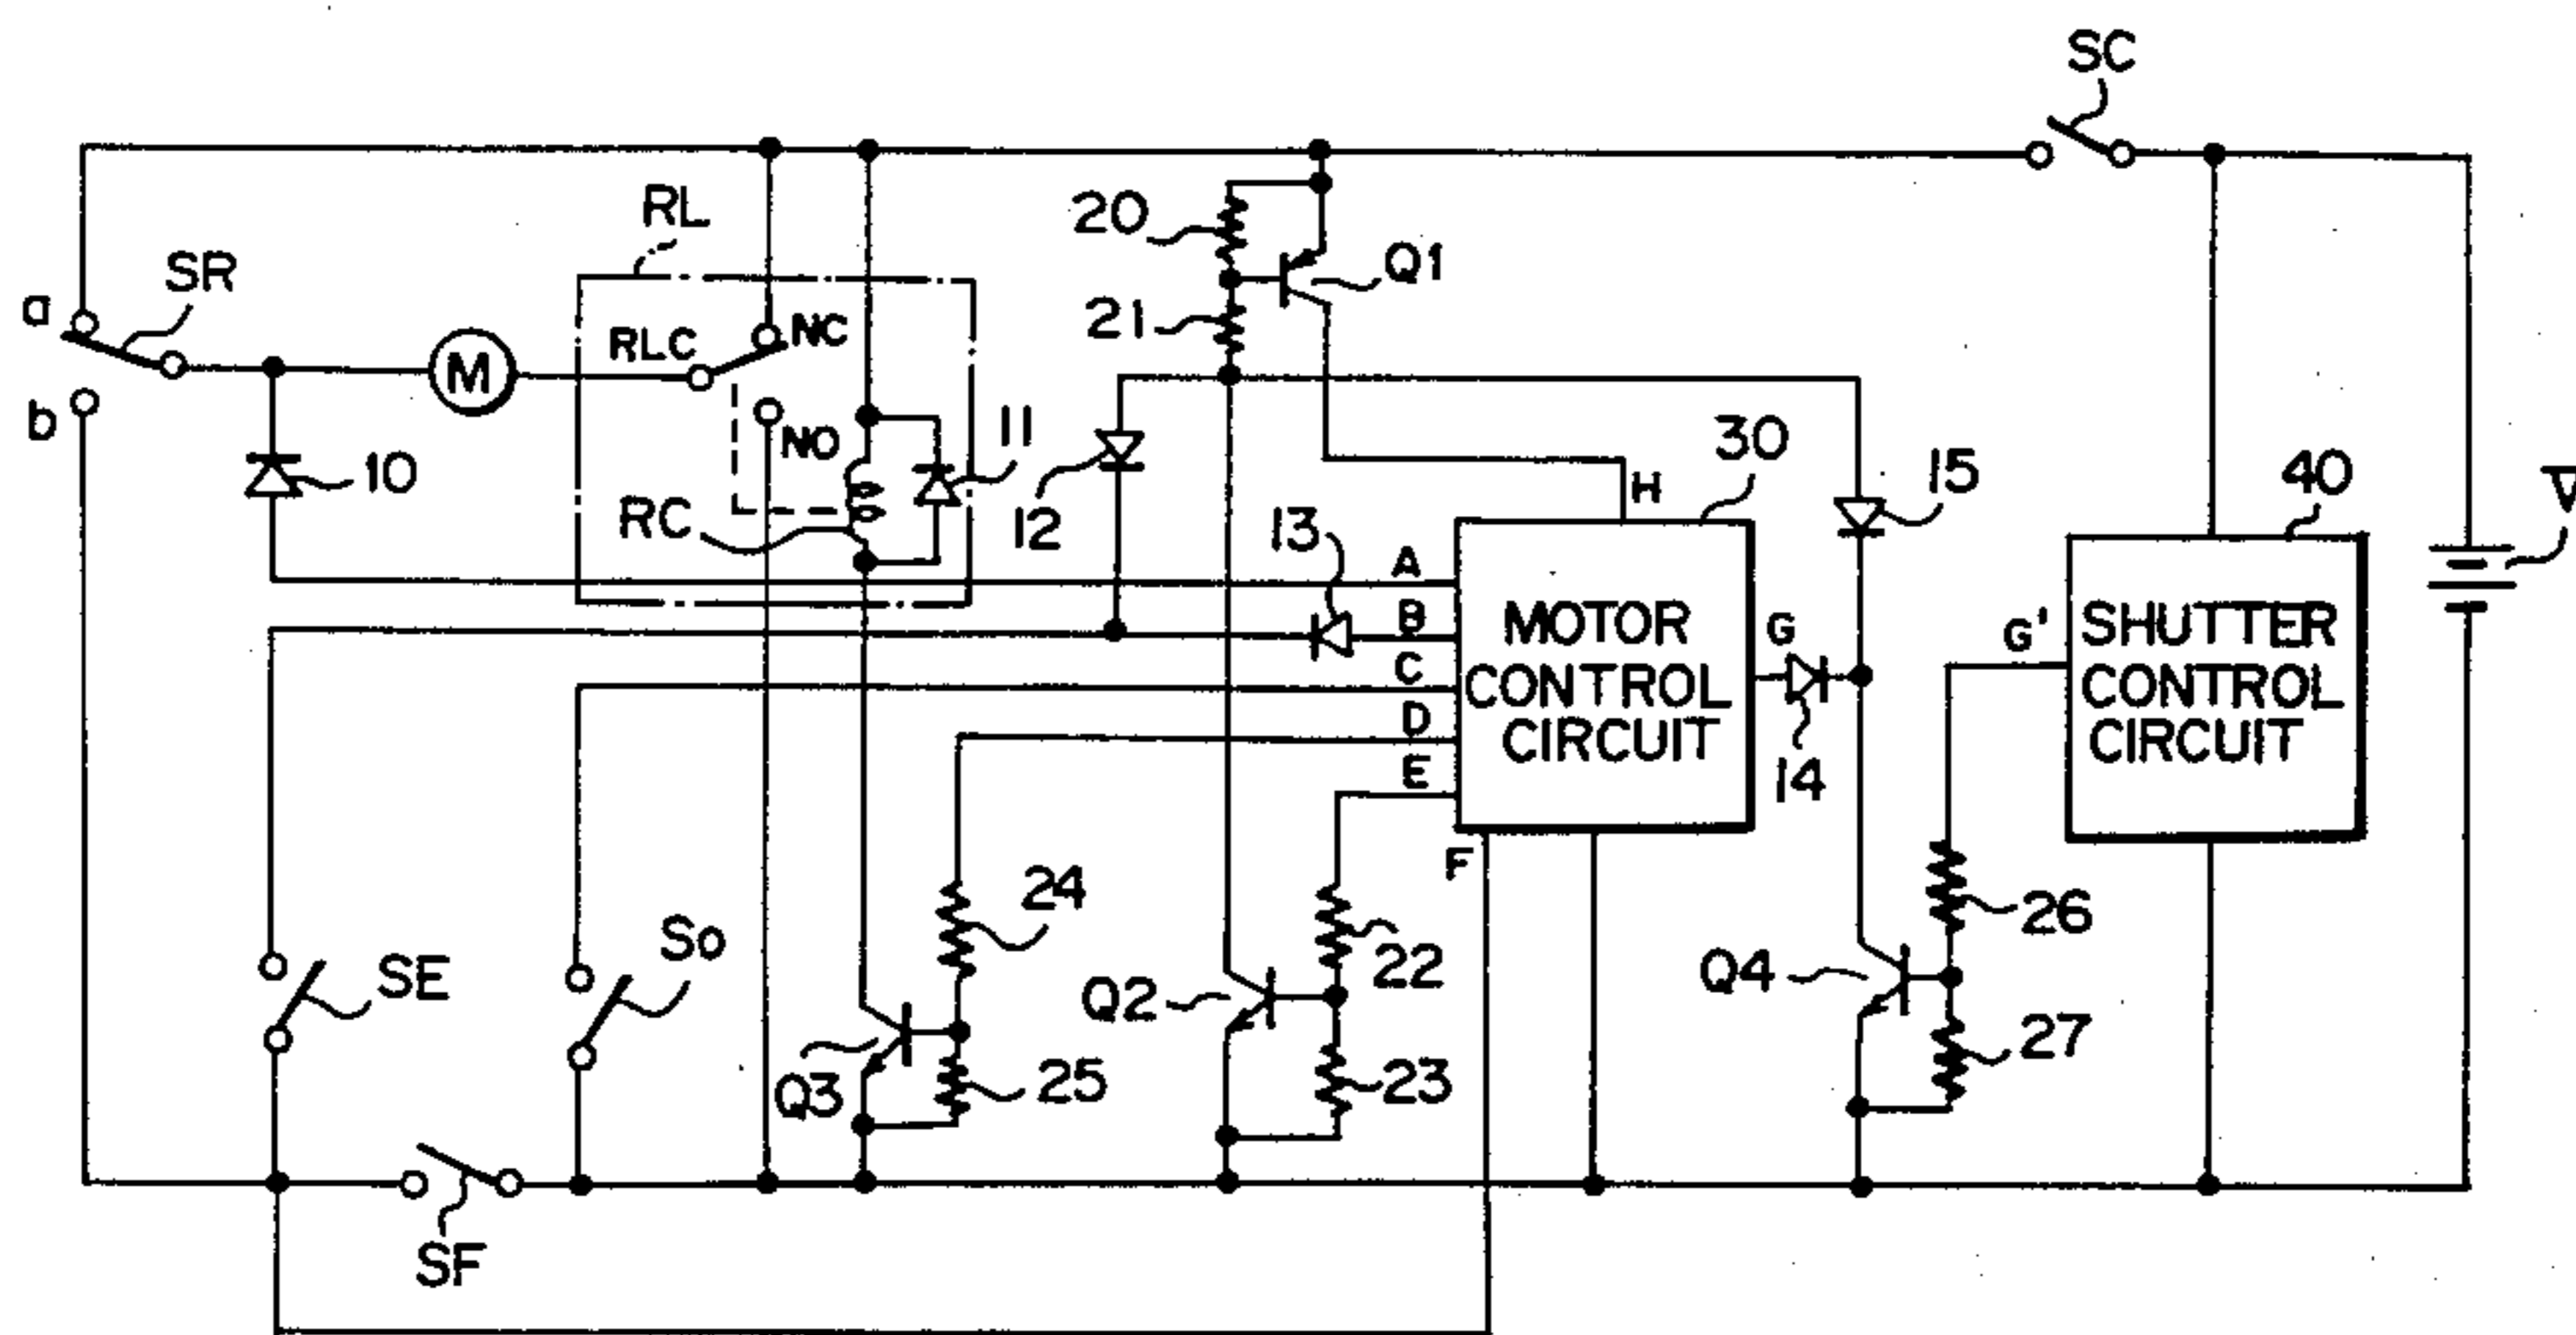 SC
RL
20
Q1
SR
a
21
RLC
NC
M
b
NO
11
30
10
H
15
40
V
RC
12
13
A
B
MOTOR CONTROL CIRCUIT
G
G'
SHUTTER CONTROL CIRCUIT
C
D
14
E
F
24
26
So
22
SE
Q4
Q2
27
Q3
25
23
SF